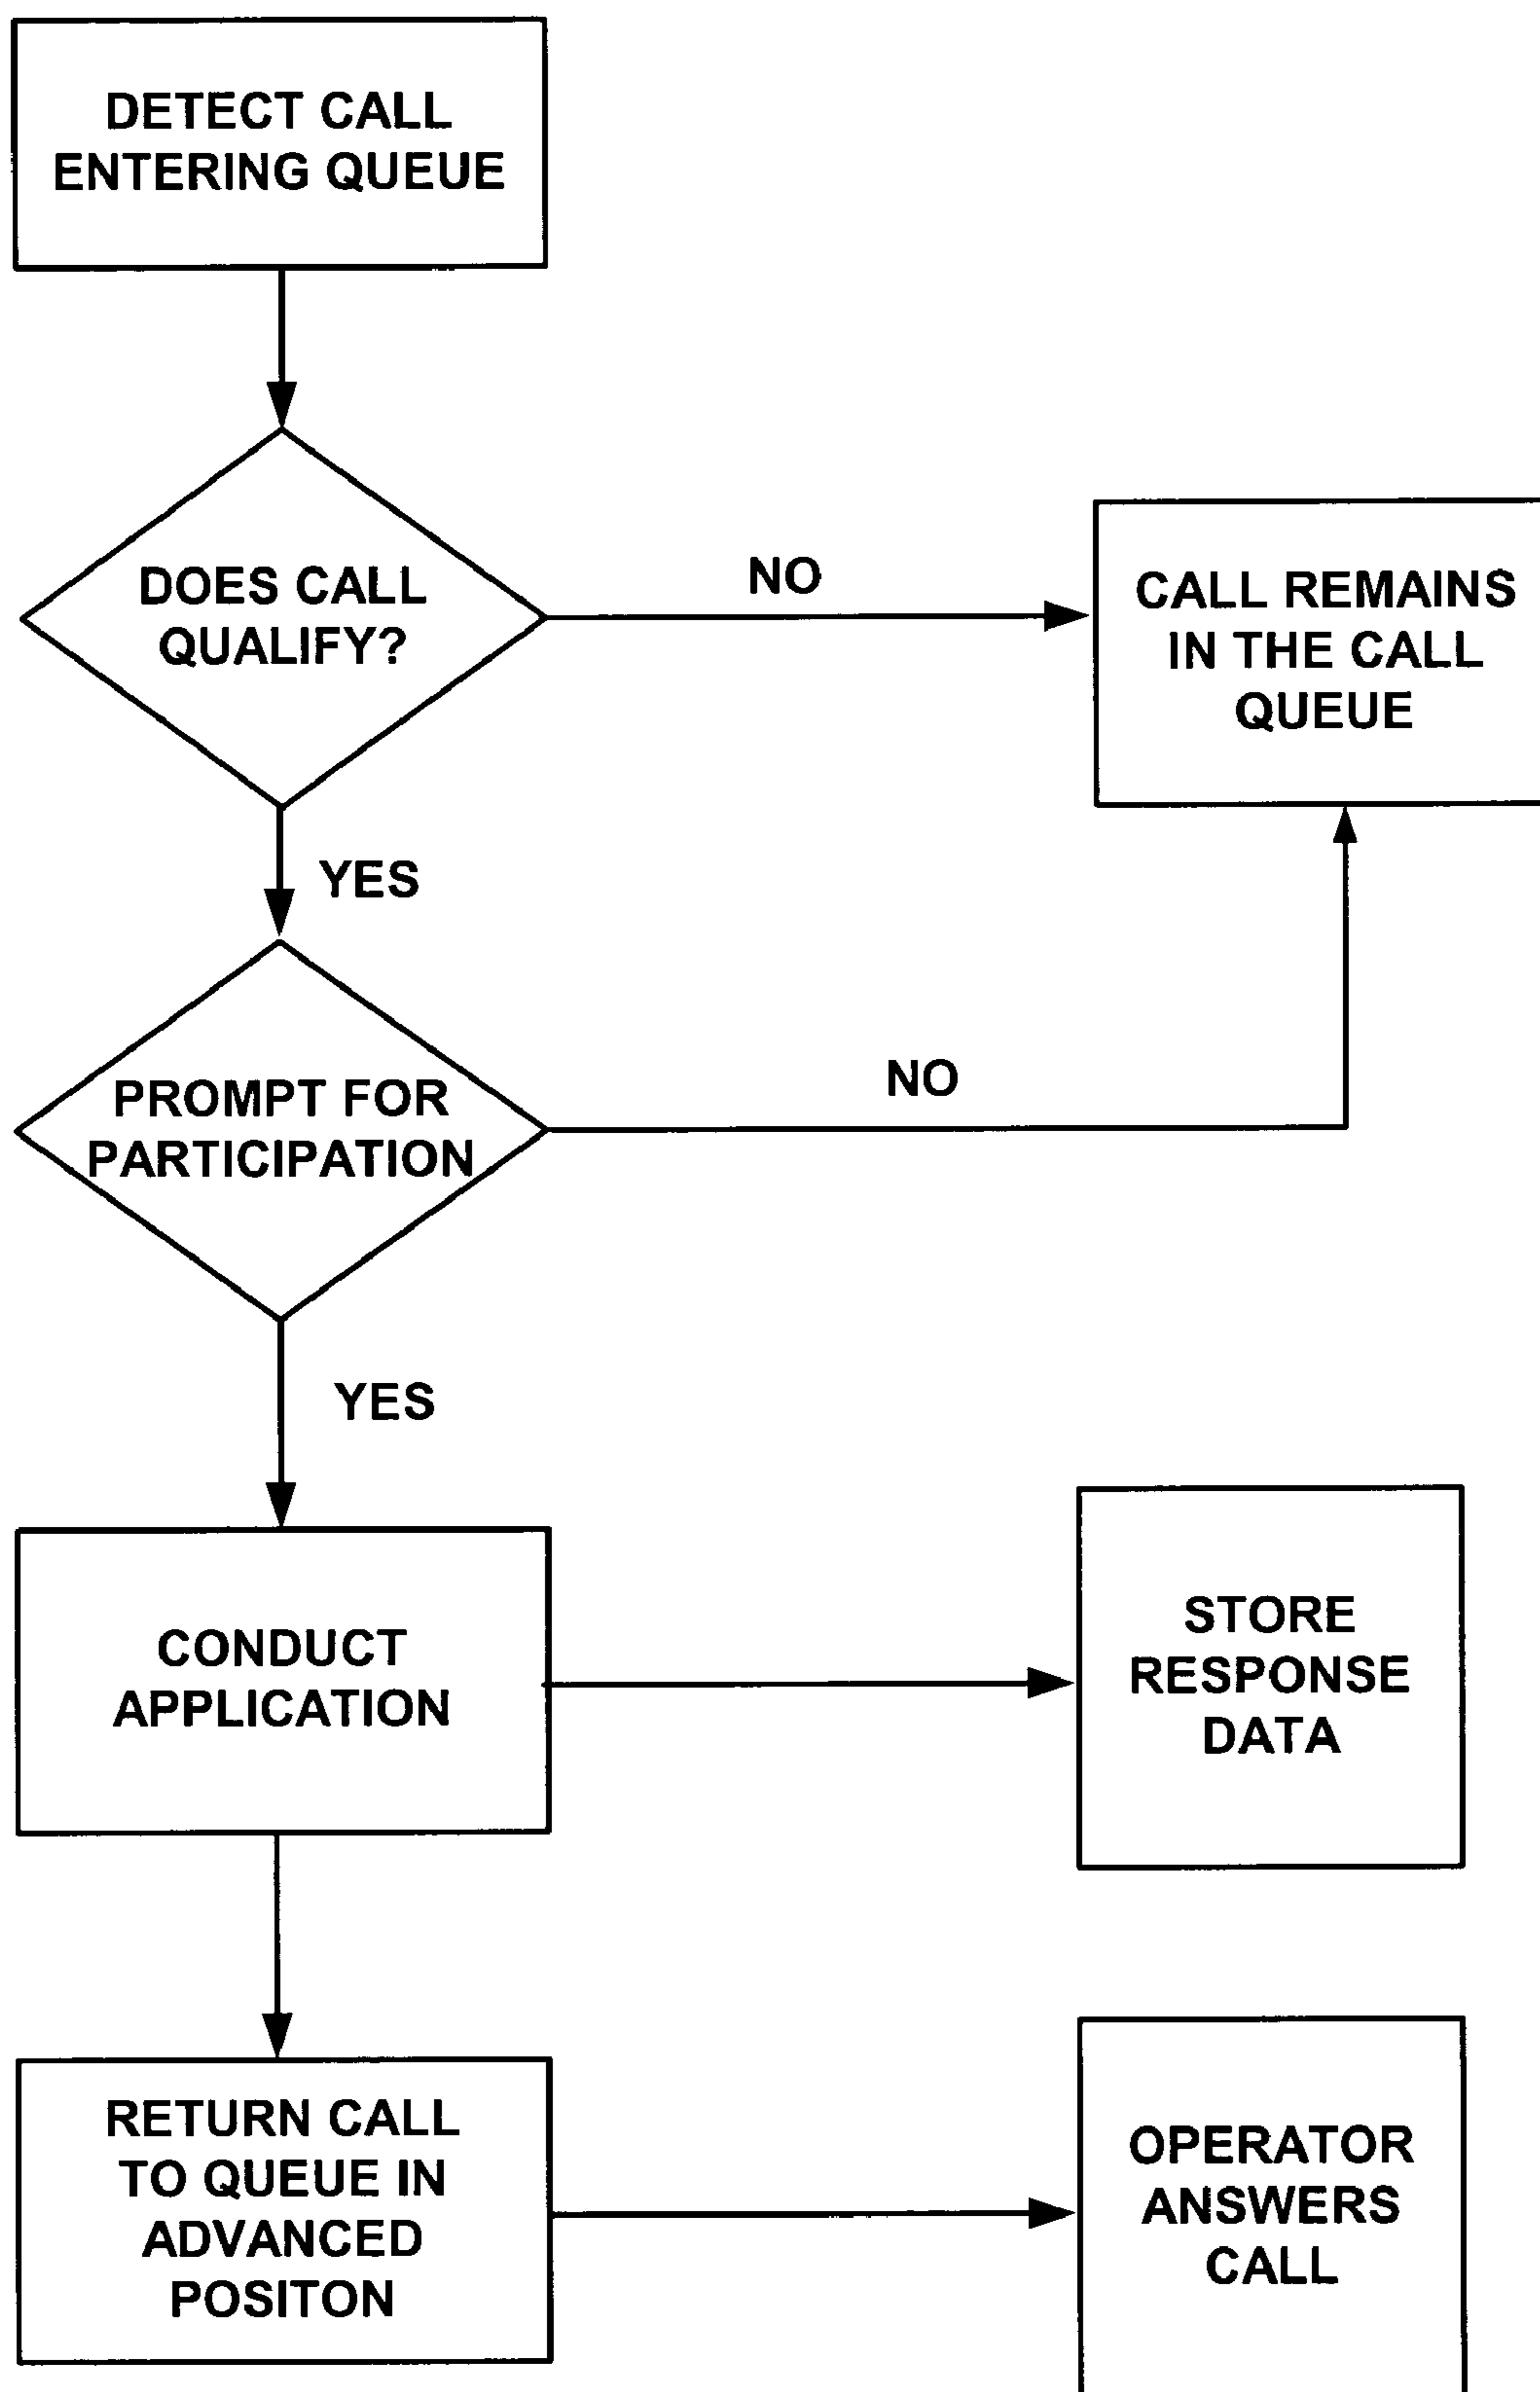 DETECT CALL
ENTERING QUEUE
DOES CALL
QUALIFY?
NO
CALL REMAINS
IN THE CALL
QUEUE
YES
PROMPT FOR
PARTICIPATION
NO
YES
CONDUCT
APPLICATION
STORE
RESPONSE
DATA
RETURN CALL
TO QUEUE IN
ADVANCED
POSITON
OPERATOR
ANSWERS
CALL